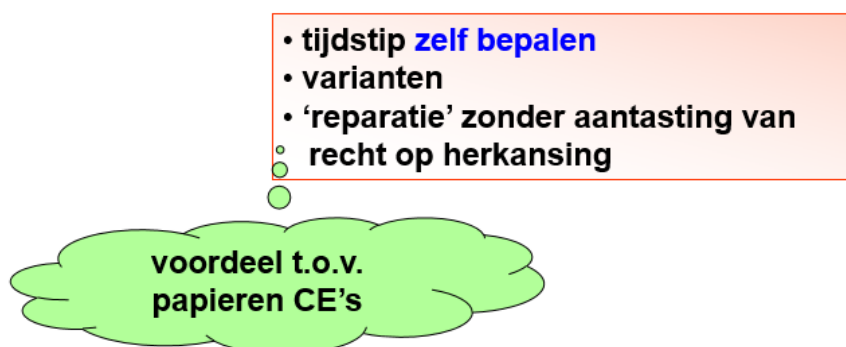 • tijdstip zelf bepalen
• varianten
• ‘reparatie’ zonder aantasting van
recht op herkansing
voordeel t.o.v.
papieren CE’s